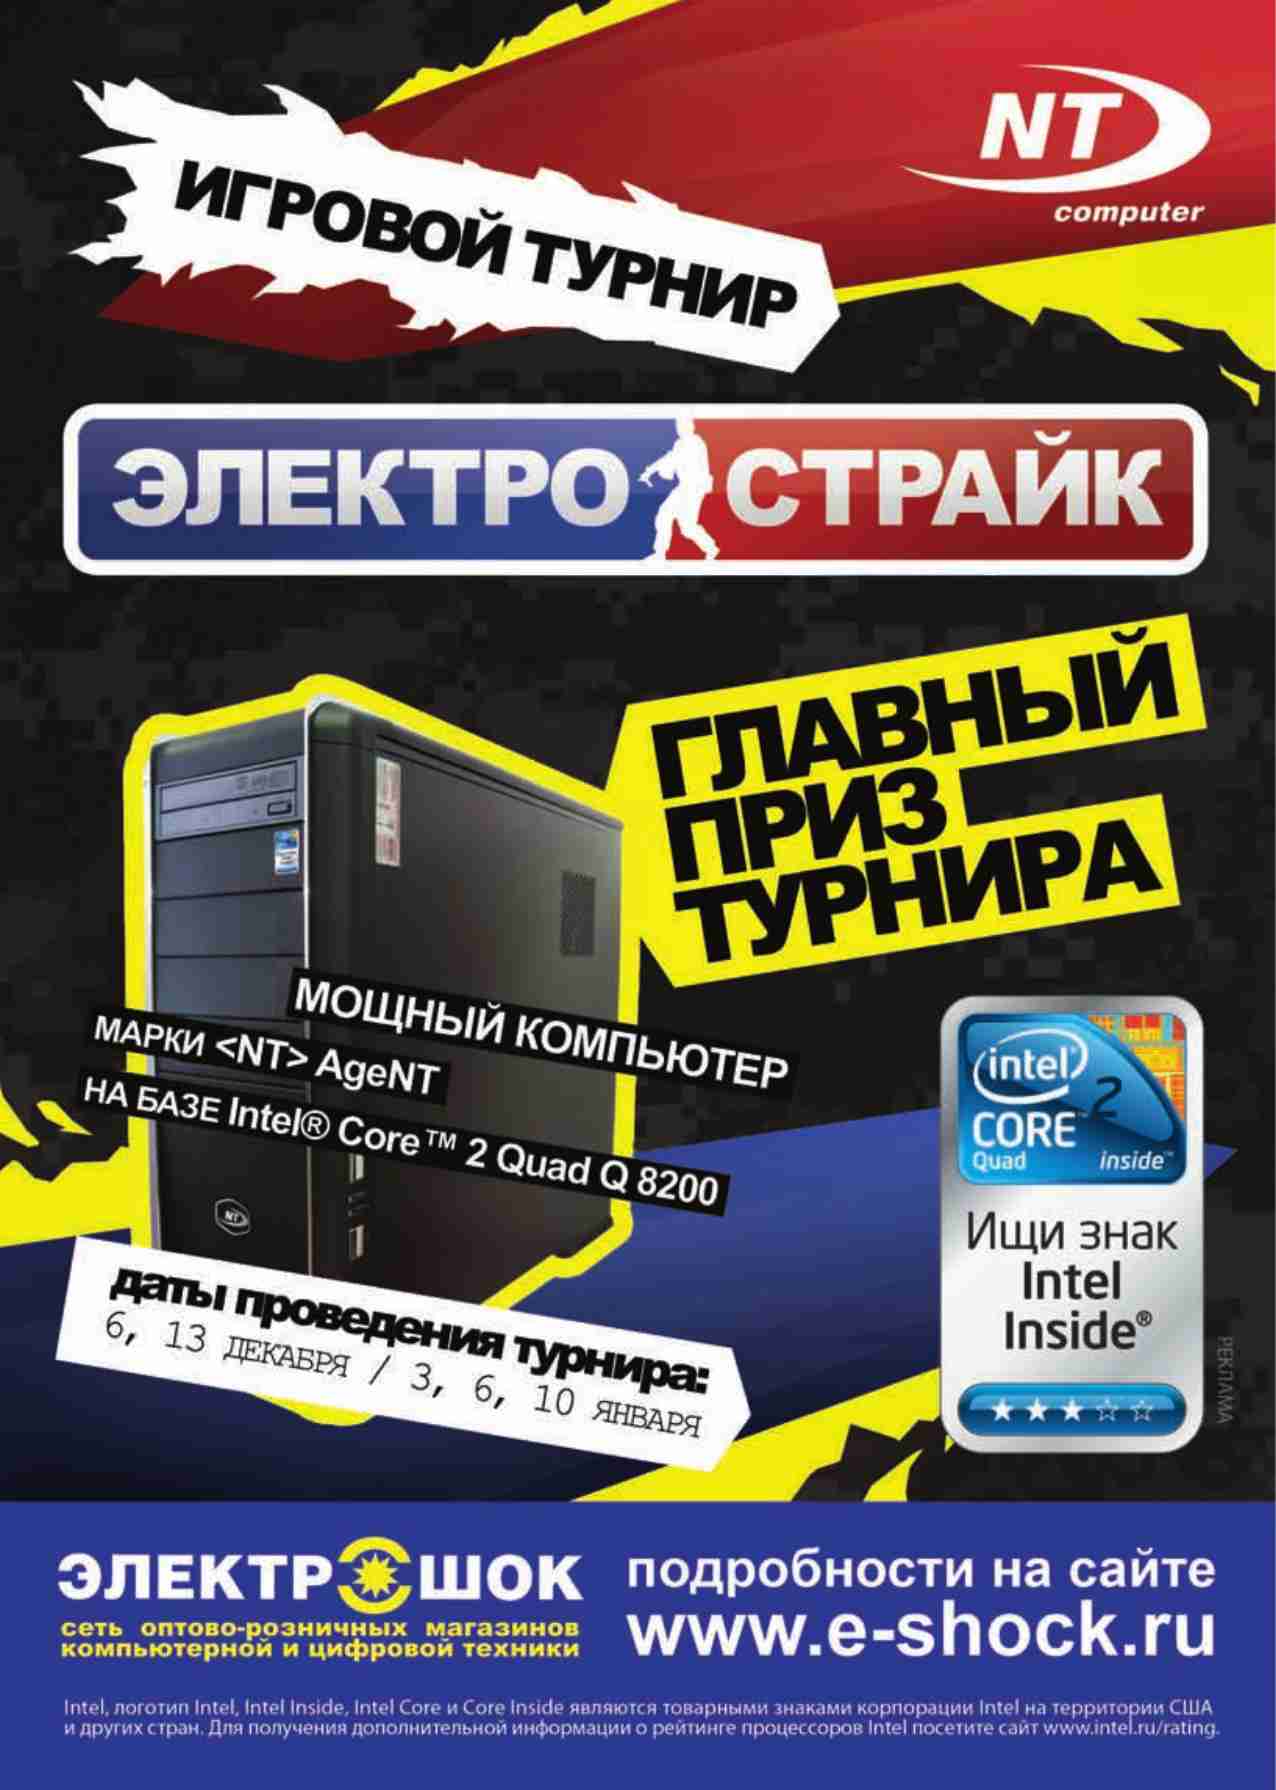 NT
computer
ИГРОВОЙ ТУРНИР
ЭЛЕКТРО СТРАЙК
ГЛАВНЫЙ
ПРИЗ
ТУРНИРА
МОЩНЫЙ КОМПЬЮТЕР
МАРКИ <NT> AgeNT
НА БАЗЕ Intel® Core™ 2 Quad Q 8200
NT
intel
CORE™ 2
Quad inside™
Ищи знак
Intel
Inside®
РЕКЛАМА
даты проведения турнира:
6, 13 ДЕКАБРЯ / 3, 6, 10 ЯНВАРЯ
ЭЛЕКТРОШОК
сеть оптово-розничных магазинов
компьютерной и цифровой техники
подробности на сайте
www.e-shock.ru
Intel, логотип Intel, Intel Inside, Intel Core и Core Inside являются товарными знаками корпорации Intel на территории США
и других стран. Для получения дополнительной информации о рейтинге процессоров Intel посетите сайт www.intel.ru/rating.